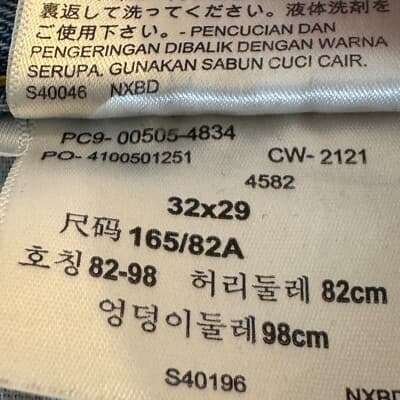 裏返して洗ってください。液体洗剤を
ご使用下さい。- PENCUCIAN DAN
PENGERINGAN DIBALIK DENGAN WARNA
SERUPA. GUNAKAN SABUN CUCI CAIR.
S40046 NXBD
PC9- 00505-4834
PO- 4100501251 CW- 2121
4582
32x29
尺码 165/82A
호칭 82-98 허리둘레 82cm
엉덩이둘레 98cm
S40196 NXBD